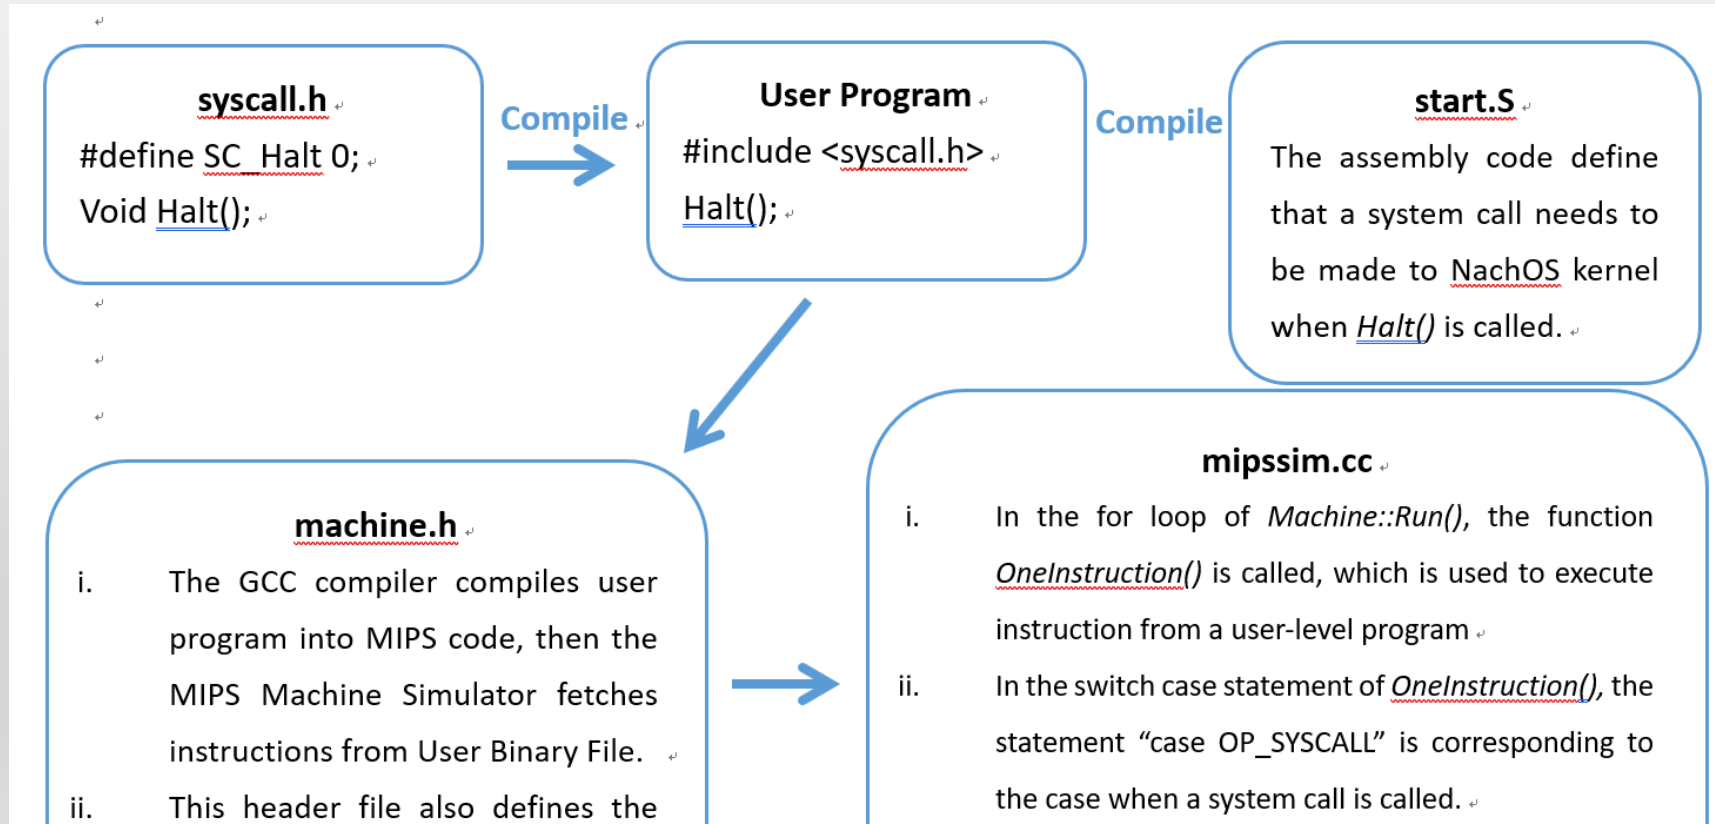 syscall.h
#define SC_Halt 0;
Void Halt();
Compile
User Program
#include <syscall.h>
Halt();
Compile
start.S
The assembly code define
that a system call needs to
be made to NachOS kernel
when Halt() is called.
machine.h
i. The GCC compiler compiles user
program into MIPS code, then the
MIPS Machine Simulator fetches
instructions from User Binary File.
ii. This header file also defines the
mipssim.cc
i. In the for loop of Machine::Run(), the function
OneInstruction() is called, which is used to execute
instruction from a user-level program
ii. In the switch case statement of OneInstruction(), the
statement “case OP_SYSCALL” is corresponding to
the case when a system call is called.